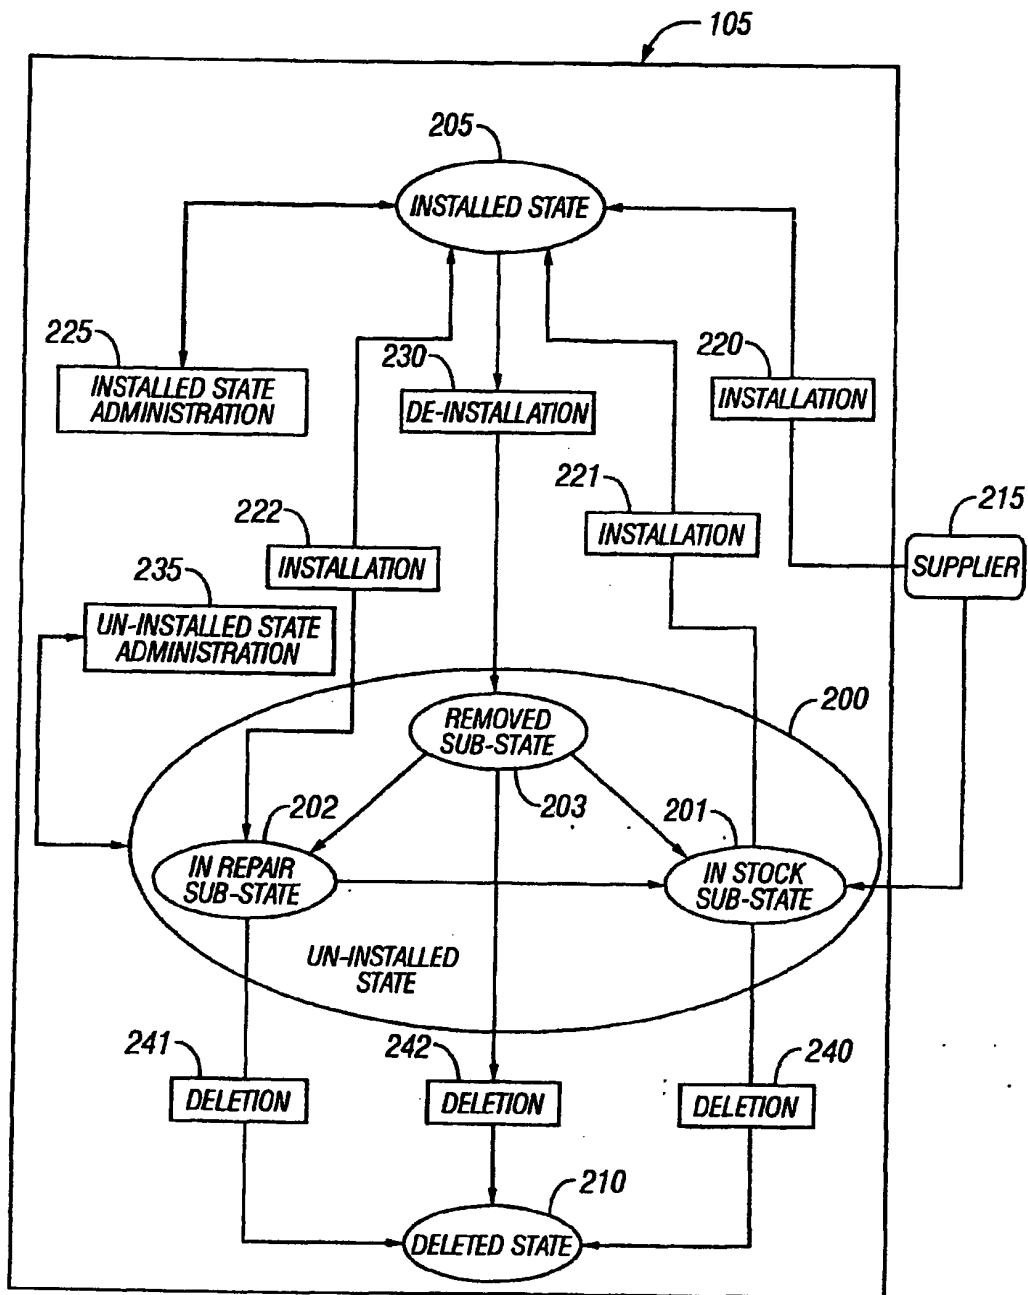 105
205
INSTALLED STATE
225
INSTALLED STATE
ADMINISTRATION
230
DE-INSTALLATION
220
INSTALLATION
222
INSTALLATION
221
INSTALLATION
215
SUPPLIER
235
UN-INSTALLED STATE
ADMINISTRATION
200
REMOVED
SUB-STATE
203
202
IN REPAIR
SUB-STATE
201
IN STOCK
SUB-STATE
UN-INSTALLED
STATE
241
DELETION
242
DELETION
240
DELETION
210
DELETED STATE